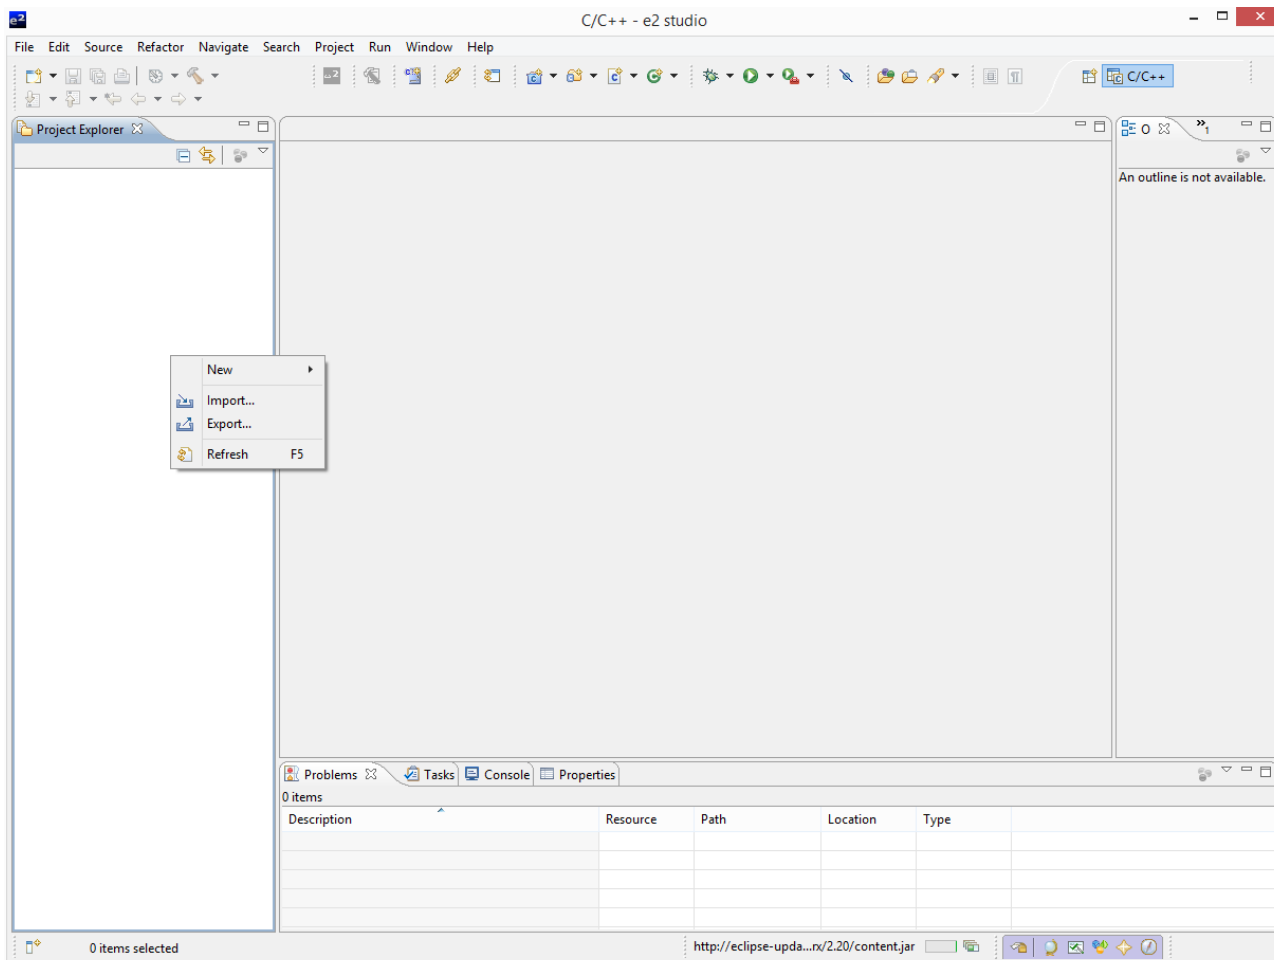 e²
C/C++ - e2 studio
File Edit Source Refactor Navigate Search Project Run Window Help
C/C++
Project Explorer
O
»1
An outline is not available.
New
Import...
Export...
Refresh F5
Problems Tasks Console Properties
0 items
Description Resource Path Location Type
0 items selected
http://eclipse-upda...rx/2.20/content.jar